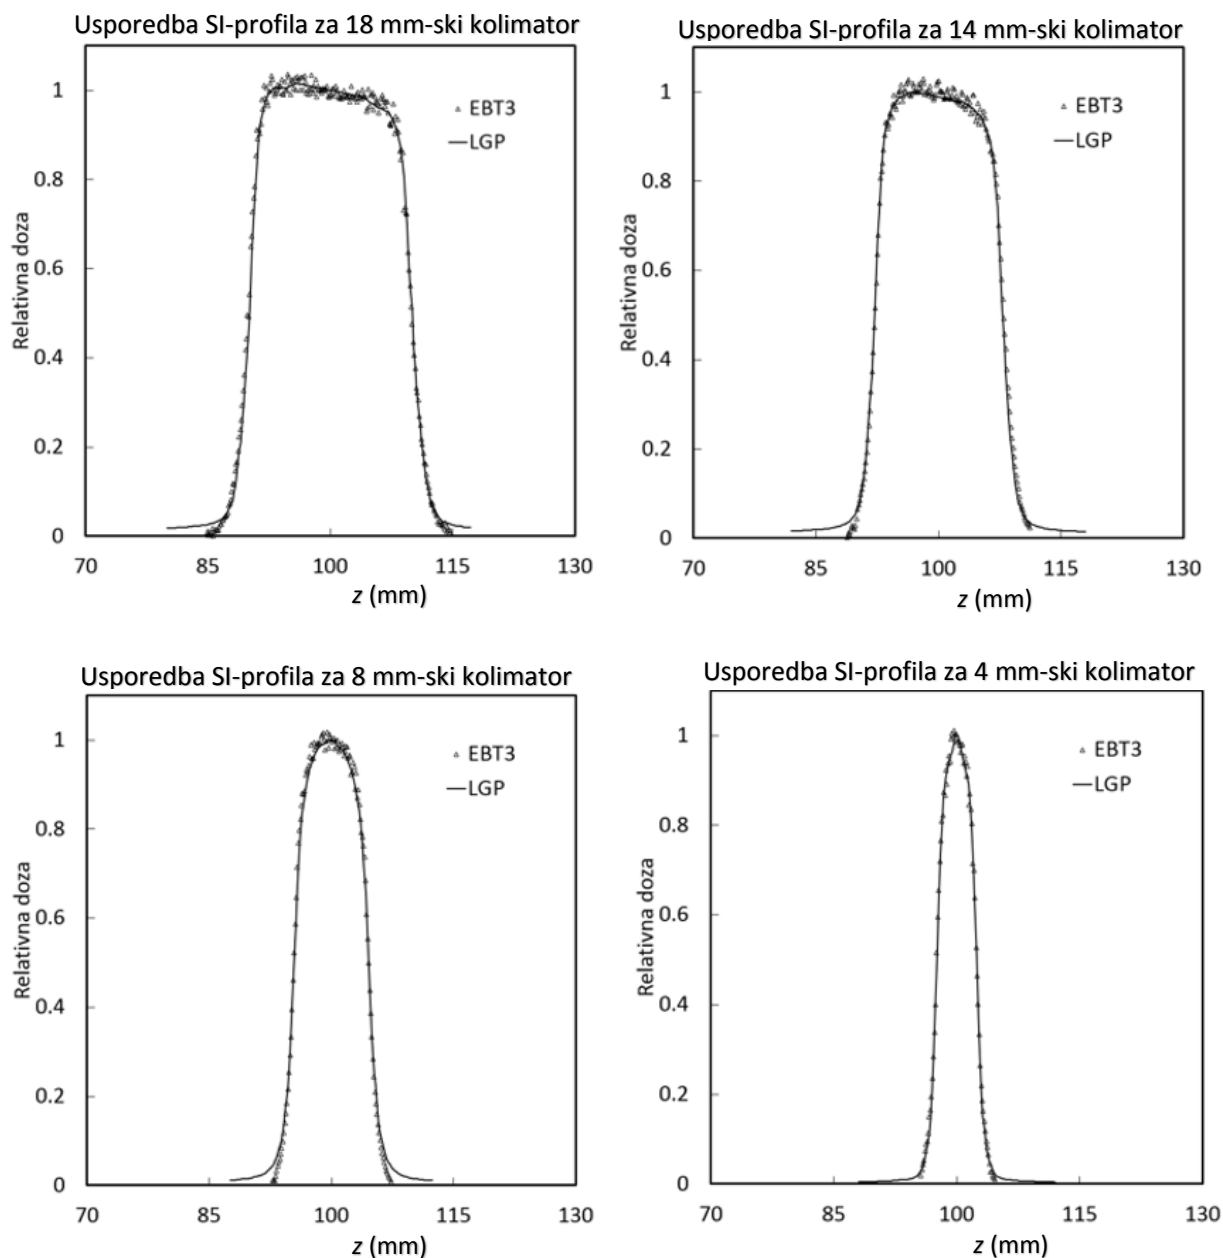 Usporedba SI-profila za 18 mm-ski kolimator
1
0.8
0.6
0.4
0.2
0
Relativna doza
EBT3
LGP
70 85 100 115 130
z (mm)
Usporedba SI-profila za 14 mm-ski kolimator
1
0.8
0.6
0.4
0.2
0
Relativna doza
EBT3
LGP
70 85 100 115 130
z (mm)
Usporedba SI-profila za 8 mm-ski kolimator
1
0.8
0.6
0.4
0.2
0
Relativna doza
EBT3
LGP
70 85 100 115 130
z (mm)
Usporedba SI-profila za 4 mm-ski kolimator
1
0.8
0.6
0.4
0.2
0
Relativna doza
EBT3
LGP
70 85 100 115 130
z (mm)